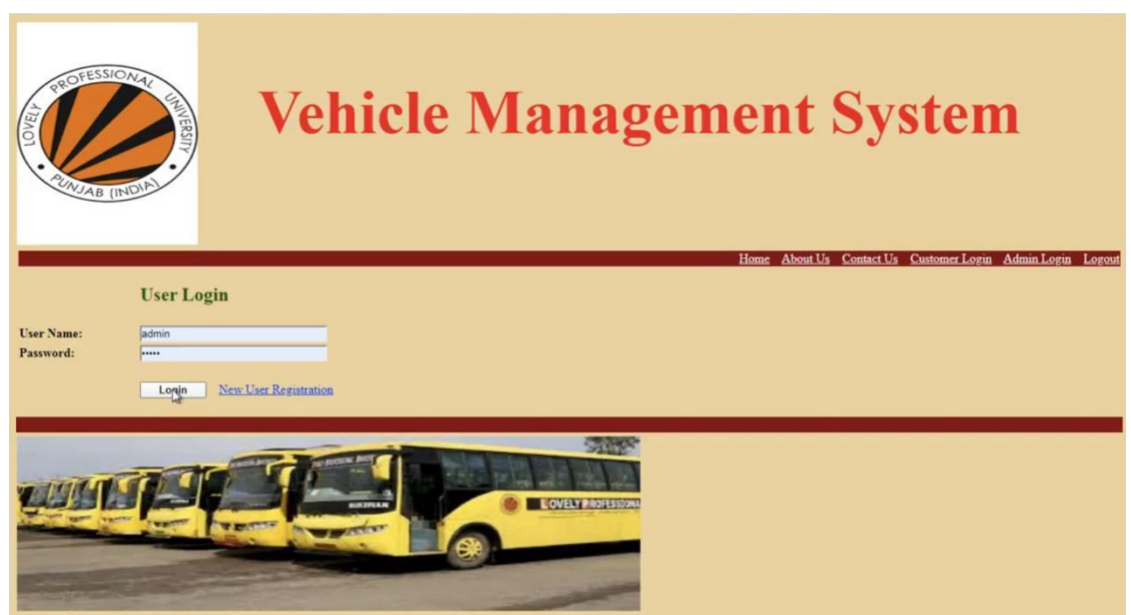 LOVELY PROFESSIONAL UNIVERSITY
PUNJAB (INDIA)
Vehicle Management System
Home About Us Contact Us Customer Login Admin Login Logout
User Login
User Name: admin
Password: •••••
Login New User Registration
LOVELY PROFESSIONA